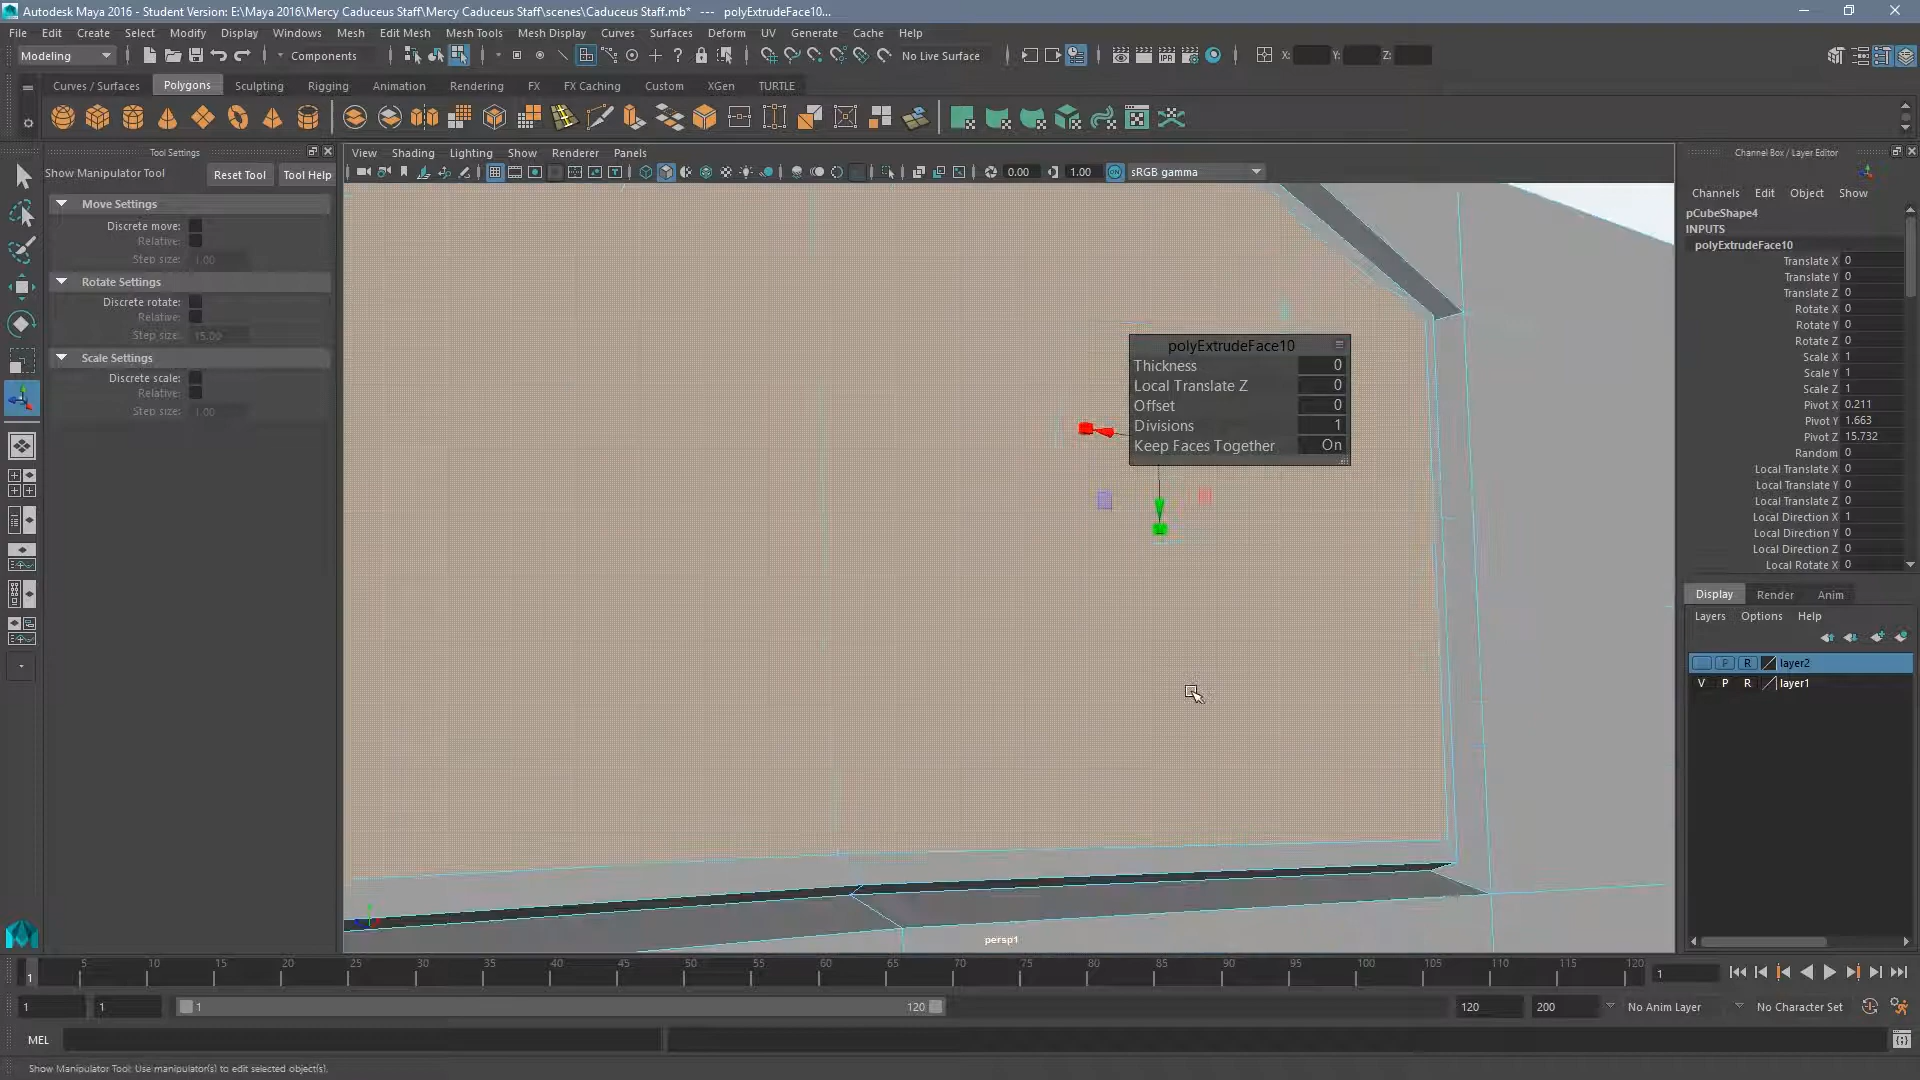 Autodesk Maya 2016 - Student Version: E:\Maya 2016\Mercy Caduceus Staff\Mercy Caduceus Staff\scenes\Caduceus Staff.mb* --- polyExtrudeFace10...
File Edit Create Select Modify Display Windows Mesh Edit Mesh Mesh Tools Mesh Display Curves Surfaces Deform UV Generate Cache Help
Modeling Components No Live Surface X: Y: Z:
Curves / Surfaces Polygons Sculpting Rigging Animation Rendering FX FX Caching Custom XGen TURTLE
Tool Settings
Show Manipulator Tool Reset Tool Tool Help
Move Settings
Discrete move:
Relative:
Step size: 1.00
Rotate Settings
Discrete rotate:
Relative:
Step size: 15.00
Scale Settings
Discrete scale:
Relative:
Step size: 1.00
View Shading Lighting Show Renderer Panels
0.00 1.00 ON sRGB gamma
polyExtrudeFace10
Thickness 0
Local Translate Z 0
Offset 0
Divisions 1
Keep Faces Together On
persp1
Channel Box / Layer Editor
Channels Edit Object Show
pCubeShape4
INPUTS
polyExtrudeFace10
Translate X 0
Translate Y 0
Translate Z 0
Rotate X 0
Rotate Y 0
Rotate Z 0
Scale X 1
Scale Y 1
Scale Z 1
Pivot X 0.211
Pivot Y 1.663
Pivot Z 15.732
Random 0
Local Translate X 0
Local Translate Y 0
Local Translate Z 0
Local Direction X 1
Local Direction Y 0
Local Direction Z 0
Local Rotate X 0
Display Render Anim
Layers Options Help
P R layer2
V P R layer1
1 5 10 15 20 25 30 35 40 45 50 55 60 65 70 75 80 85 90 95 100 105 110 115 120 1
1 1 1 120 120 200 No Anim Layer No Character Set
MEL
Show Manipulator Tool: Use manipulator(s) to edit selected object(s).